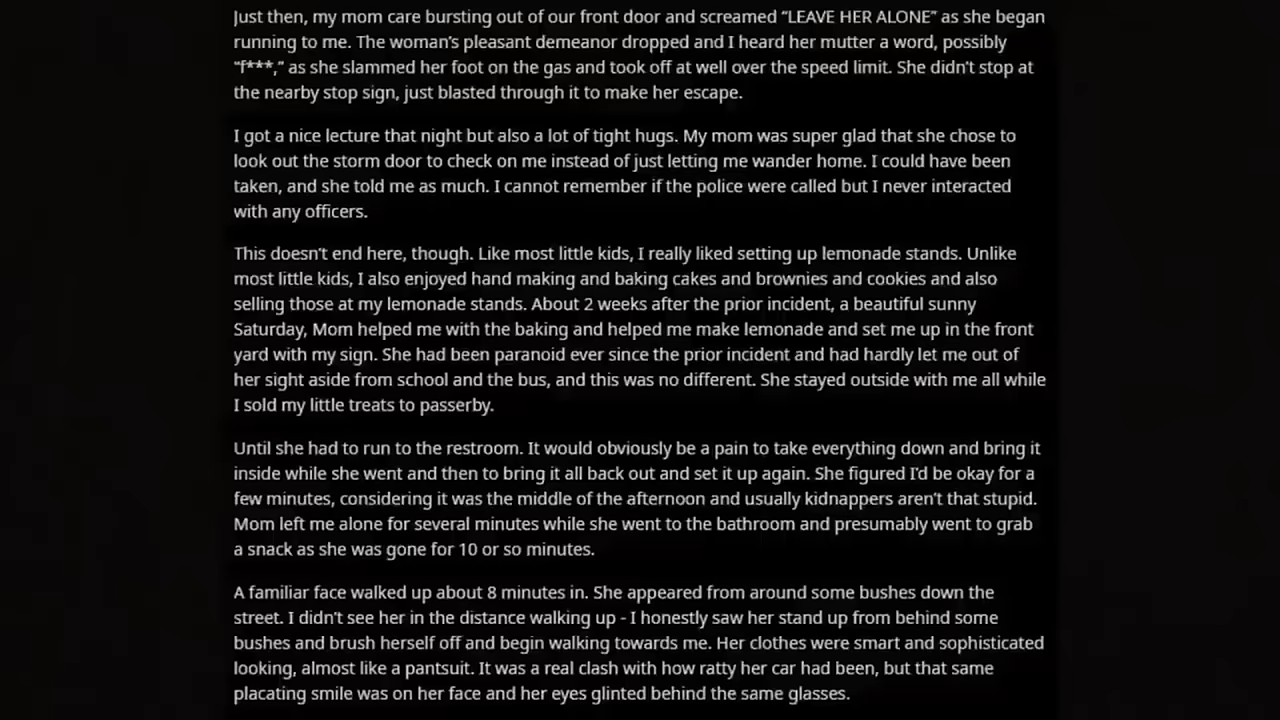 Just then, my mom care bursting out of our front door and screamed “LEAVE HER ALONE” as she began
running to me. The woman’s pleasant demeanor dropped and I heard her mutter a word, possibly
“f***,” as she slammed her foot on the gas and took off at well over the speed limit. She didn’t stop at
the nearby stop sign, just blasted through it to make her escape.
I got a nice lecture that night but also a lot of tight hugs. My mom was super glad that she chose to
look out the storm door to check on me instead of just letting me wander home. I could have been
taken, and she told me as much. I cannot remember if the police were called but I never interacted
with any officers.
This doesn’t end here, though. Like most little kids, I really liked setting up lemonade stands. Unlike
most little kids, I also enjoyed hand making and baking cakes and brownies and cookies and also
selling those at my lemonade stands. About 2 weeks after the prior incident, a beautiful sunny
Saturday, Mom helped me with the baking and helped me make lemonade and set me up in the front
yard with my sign. She had been paranoid ever since the prior incident and had hardly let me out of
her sight aside from school and the bus, and this was no different. She stayed outside with me all while
I sold my little treats to passerby.
Until she had to run to the restroom. It would obviously be a pain to take everything down and bring it
inside while she went and then to bring it all back out and set it up again. She figured I’d be okay for a
few minutes, considering it was the middle of the afternoon and usually kidnappers aren’t that stupid.
Mom left me alone for several minutes while she went to the bathroom and presumably went to grab
a snack as she was gone for 10 or so minutes.
A familiar face walked up about 8 minutes in. She appeared from around some bushes down the
street. I didn’t see her in the distance walking up - I honestly saw her stand up from behind some
bushes and brush herself off and begin walking towards me. Her clothes were smart and sophisticated
looking, almost like a pantsuit. It was a real clash with how ratty her car had been, but that same
placating smile was on her face and her eyes glinted behind the same glasses.